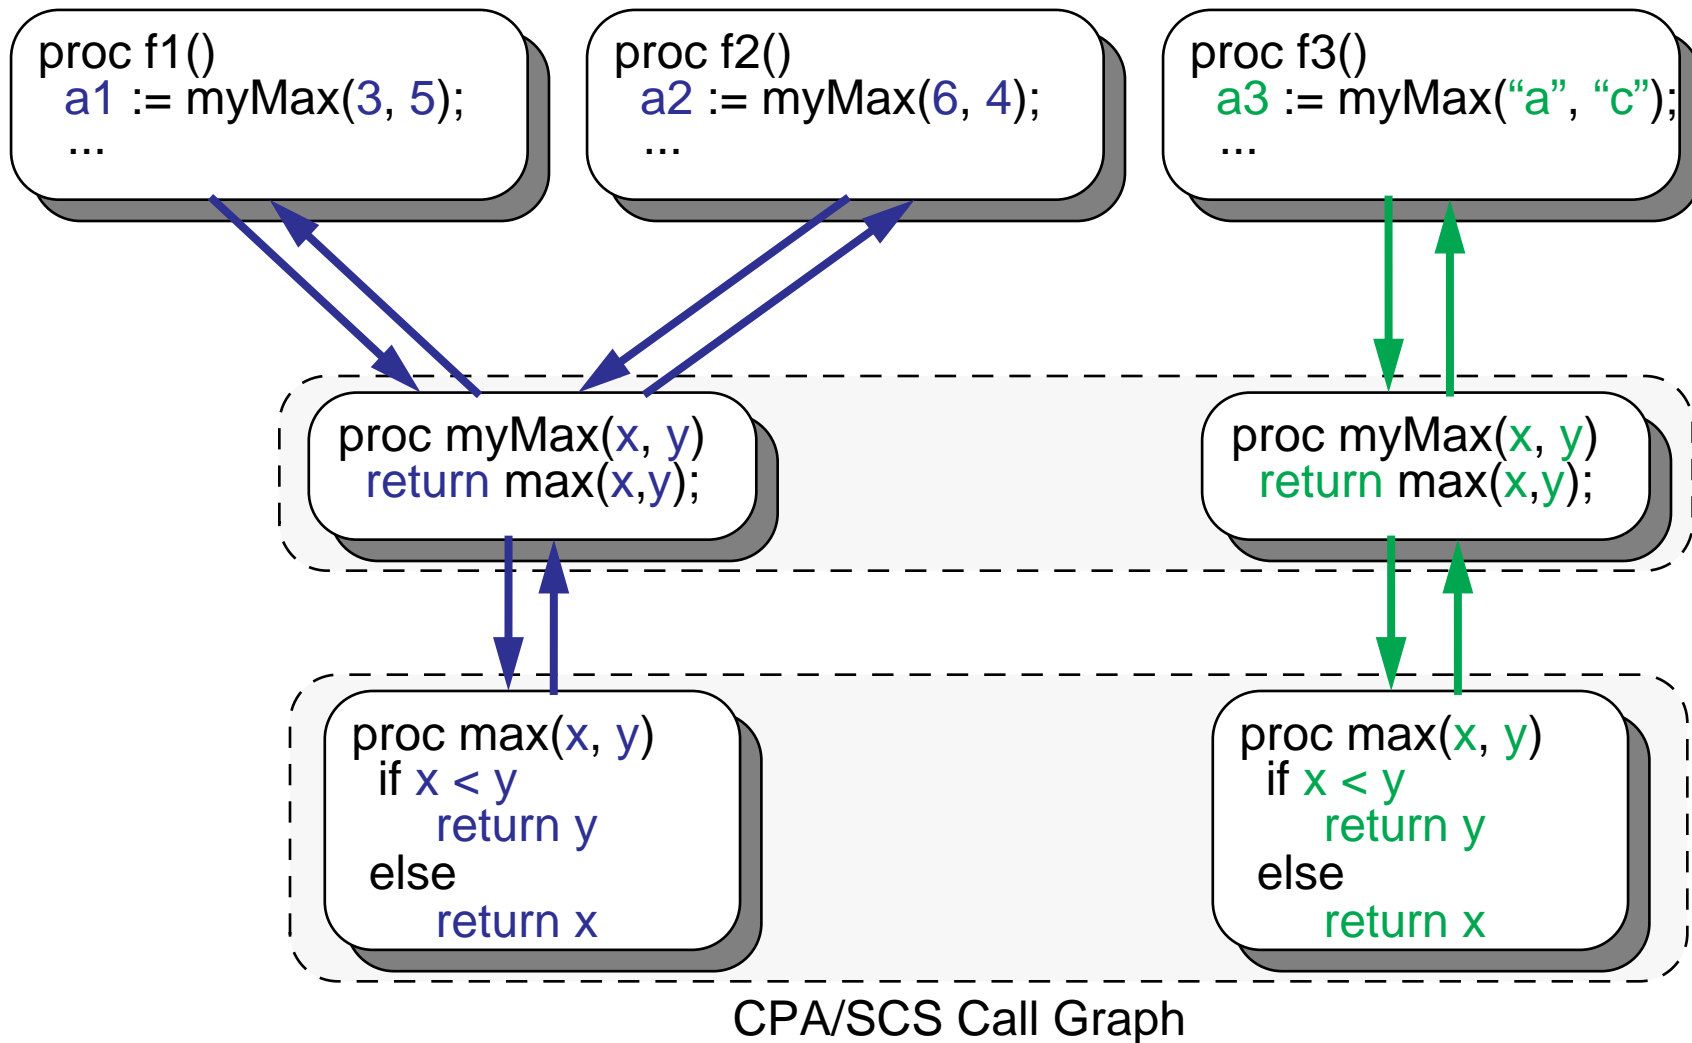 proc f1()
a1 := myMax(3, 5);
...
proc f2()
a2 := myMax(6, 4);
...
proc f3()
a3 := myMax(“a”, “c”);
...
proc myMax(x, y)
return max(x,y);
proc myMax(x, y)
return max(x,y);
proc max(x, y)
if x < y
return y
else
return x
proc max(x, y)
if x < y
return y
else
return x
CPA/SCS Call Graph